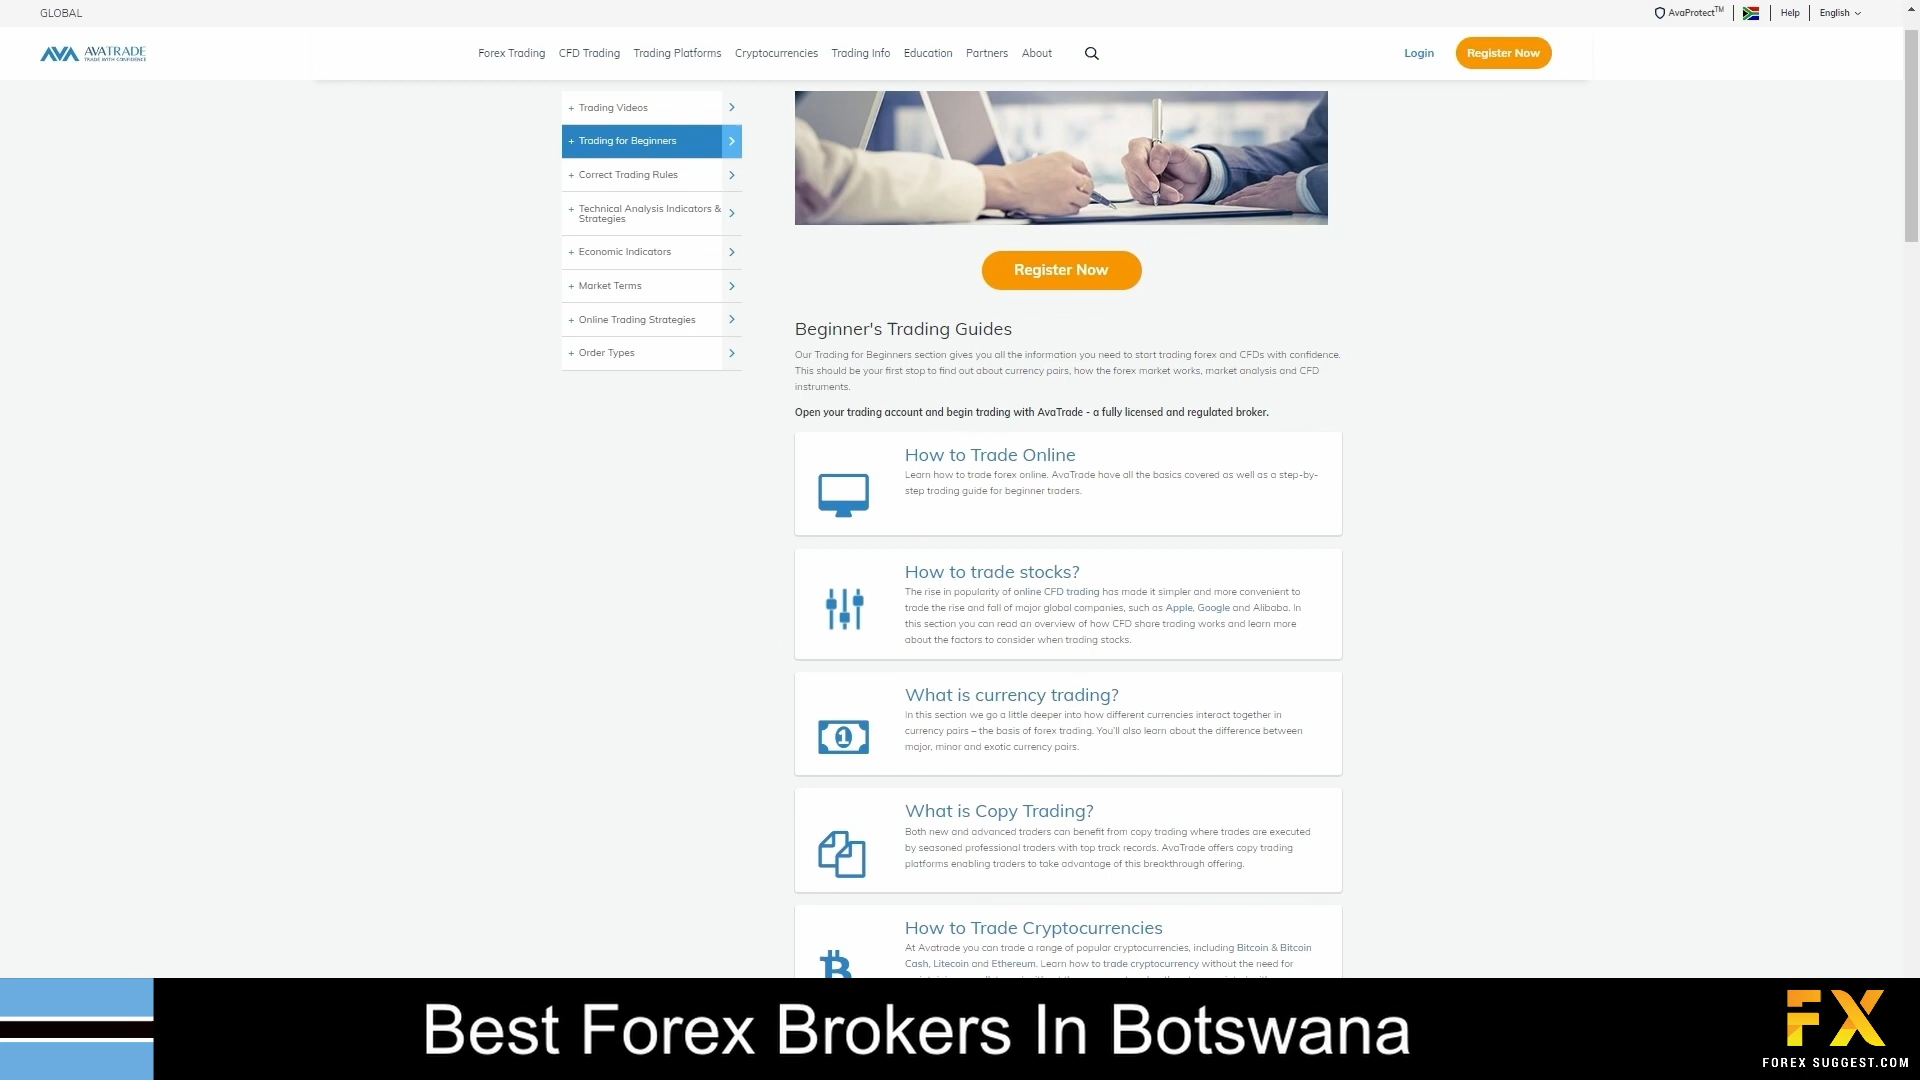 GLOBAL
AvaProtect™
Help
English
AVATRADE
TRADE WITH CONFIDENCE
Forex Trading
CFD Trading
Trading Platforms
Cryptocurrencies
Trading Info
Education
Partners
About
Login
Register Now
+ Trading Videos
+ Trading for Beginners
+ Correct Trading Rules
+ Technical Analysis Indicators &
Strategies
+ Economic Indicators
+ Market Terms
+ Online Trading Strategies
+ Order Types
Register Now
Beginner's Trading Guides
Our Trading for Beginners section gives you all the information you need to start trading forex and CFDs with confidence.
This should be your first stop to find out about currency pairs, how the forex market works, market analysis and CFD
instruments.
Open your trading account and begin trading with AvaTrade - a fully licensed and regulated broker.
How to Trade Online
Learn how to trade forex online. AvaTrade have all the basics covered as well as a step-by-
step trading guide for beginner traders.
How to trade stocks?
The rise in popularity of online CFD trading has made it simpler and more convenient to
trade the rise and fall of major global companies, such as Apple, Google and Alibaba. In
this section you can read an overview of how CFD share trading works and learn more
about the factors to consider when trading stocks.
What is currency trading?
In this section we go a little deeper into how different currencies interact together in
currency pairs – the basis of forex trading. You'll also learn about the difference between
major, minor and exotic currency pairs.
What is Copy Trading?
Both new and advanced traders can benefit from copy trading where trades are executed
by seasoned professional traders with top track records. AvaTrade offers copy trading
platforms enabling traders to take advantage of this breakthrough offering.
How to Trade Cryptocurrencies
At Avatrade you can trade a range of popular cryptocurrencies, including Bitcoin & Bitcoin
Cash, Litecoin and Ethereum. Learn how to trade cryptocurrency without the need for
Best Forex Brokers In Botswana
FX
FOREX SUGGEST.COM